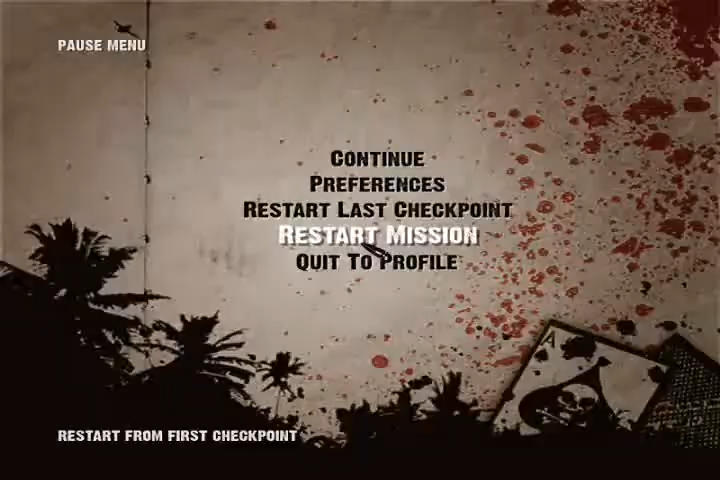 PAUSE MENU
CONTINUE
PREFERENCES
RESTART LAST CHECKPOINT
RESTART MISSION
QUIT TO PROFILE
A
RESTART FROM FIRST CHECKPOINT